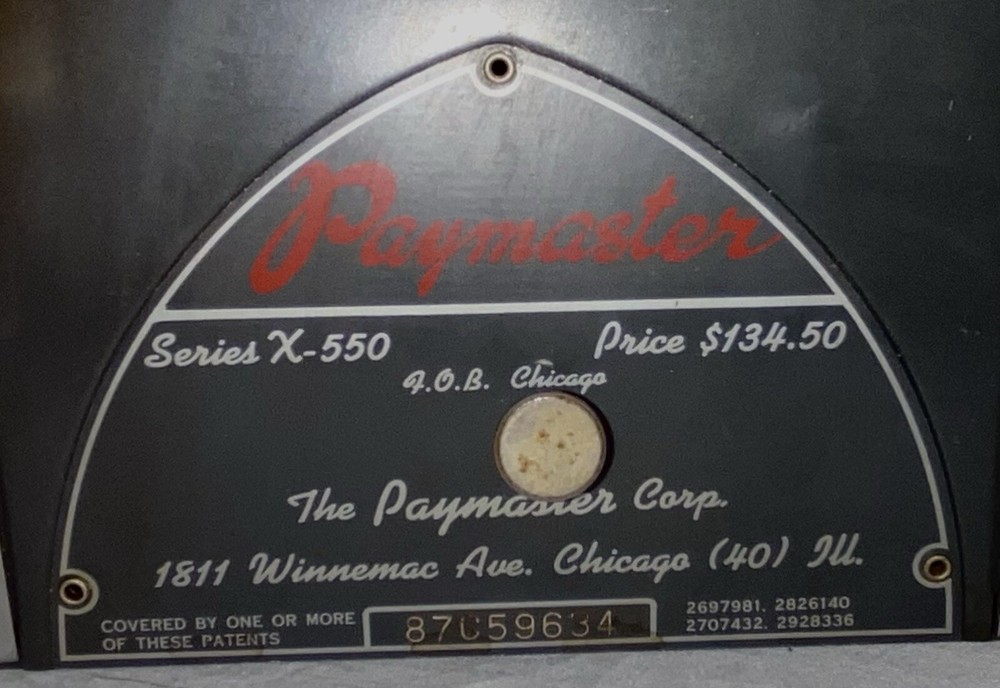 Paymaster
Series X-550 Price $134.50
F.O.B. Chicago
The Paymaster Corp.
1811 Winnemac Ave. Chicago (40) Ill.
COVERED BY ONE OR MORE
OF THESE PATENTS
87C59634
2697981. 2826140
2707432. 2928336